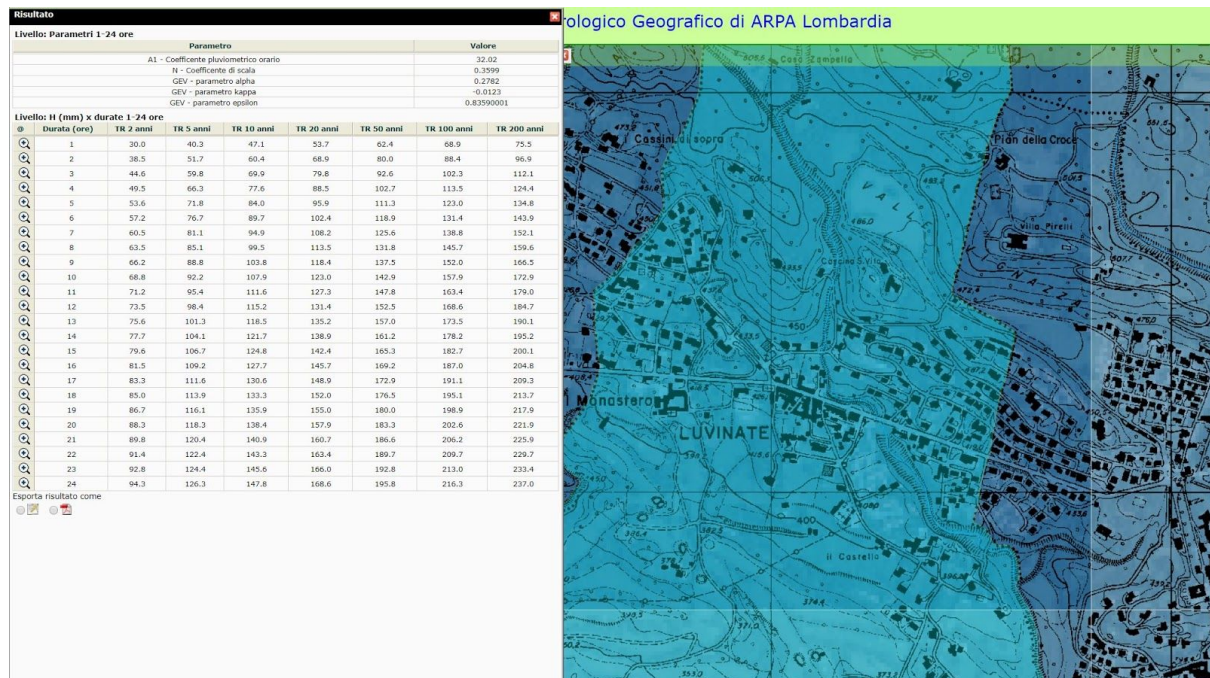 Risultato
rologico Geografico di ARPA Lombardia
Livello: Parametri 1-24 ore
Parametro Valore
A1 - Coefficente pluviometrico orario 32.02
N - Coefficente di scala 0.3599
GEV - parametro alpha 0.2782
GEV - parametro kappa -0.0123
GEV - parametro epsilon 0.83590001
Livello: H (mm) x durate 1-24 ore
@ Durata (ore) TR 2 anni TR 5 anni TR 10 anni TR 20 anni TR 50 anni TR 100 anni TR 200 anni
1 30.0 40.3 47.1 53.7 62.4 68.9 75.5
2 38.5 51.7 60.4 68.9 80.0 88.4 96.9
3 44.6 59.8 69.9 79.8 92.6 102.3 112.1
4 49.5 66.3 77.6 88.5 102.7 113.5 124.4
5 53.6 71.8 84.0 95.9 111.3 123.0 134.8
6 57.2 76.7 89.7 102.4 118.9 131.4 143.9
7 60.5 81.1 94.9 108.2 125.6 138.8 152.1
8 63.5 85.1 99.5 113.5 131.8 145.7 159.6
9 66.2 88.8 103.8 118.4 137.5 152.0 166.5
10 68.8 92.2 107.9 123.0 142.9 157.9 172.9
11 71.2 95.4 111.6 127.3 147.8 163.4 179.0
12 73.5 98.4 115.2 131.4 152.5 168.6 184.7
13 75.6 101.3 118.5 135.2 157.0 173.5 190.1
14 77.7 104.1 121.7 138.9 161.2 178.2 195.2
15 79.6 106.7 124.8 142.4 165.3 182.7 200.1
16 81.5 109.2 127.7 145.7 169.2 187.0 204.8
17 83.3 111.6 130.6 148.9 172.9 191.1 209.3
18 85.0 113.9 133.3 152.0 176.5 195.1 213.7
19 86.7 116.1 135.9 155.0 180.0 198.9 217.9
20 88.3 118.3 138.4 157.9 183.3 202.6 221.9
21 89.8 120.4 140.9 160.7 186.6 206.2 225.9
22 91.4 122.4 143.3 163.4 189.7 209.7 229.7
23 92.8 124.4 145.6 166.0 192.8 213.0 233.4
24 94.3 126.3 147.8 168.6 195.8 216.3 237.0
Esporta risultato come
Casa Zampella
Cassini di sopra
Pian della Croce
VALL
486.0
Villa Pirelli
Cascina S. Vito
GNALZA
450
Monastero
LUVINATE
400
il Castello
374.4
371.0
353.0